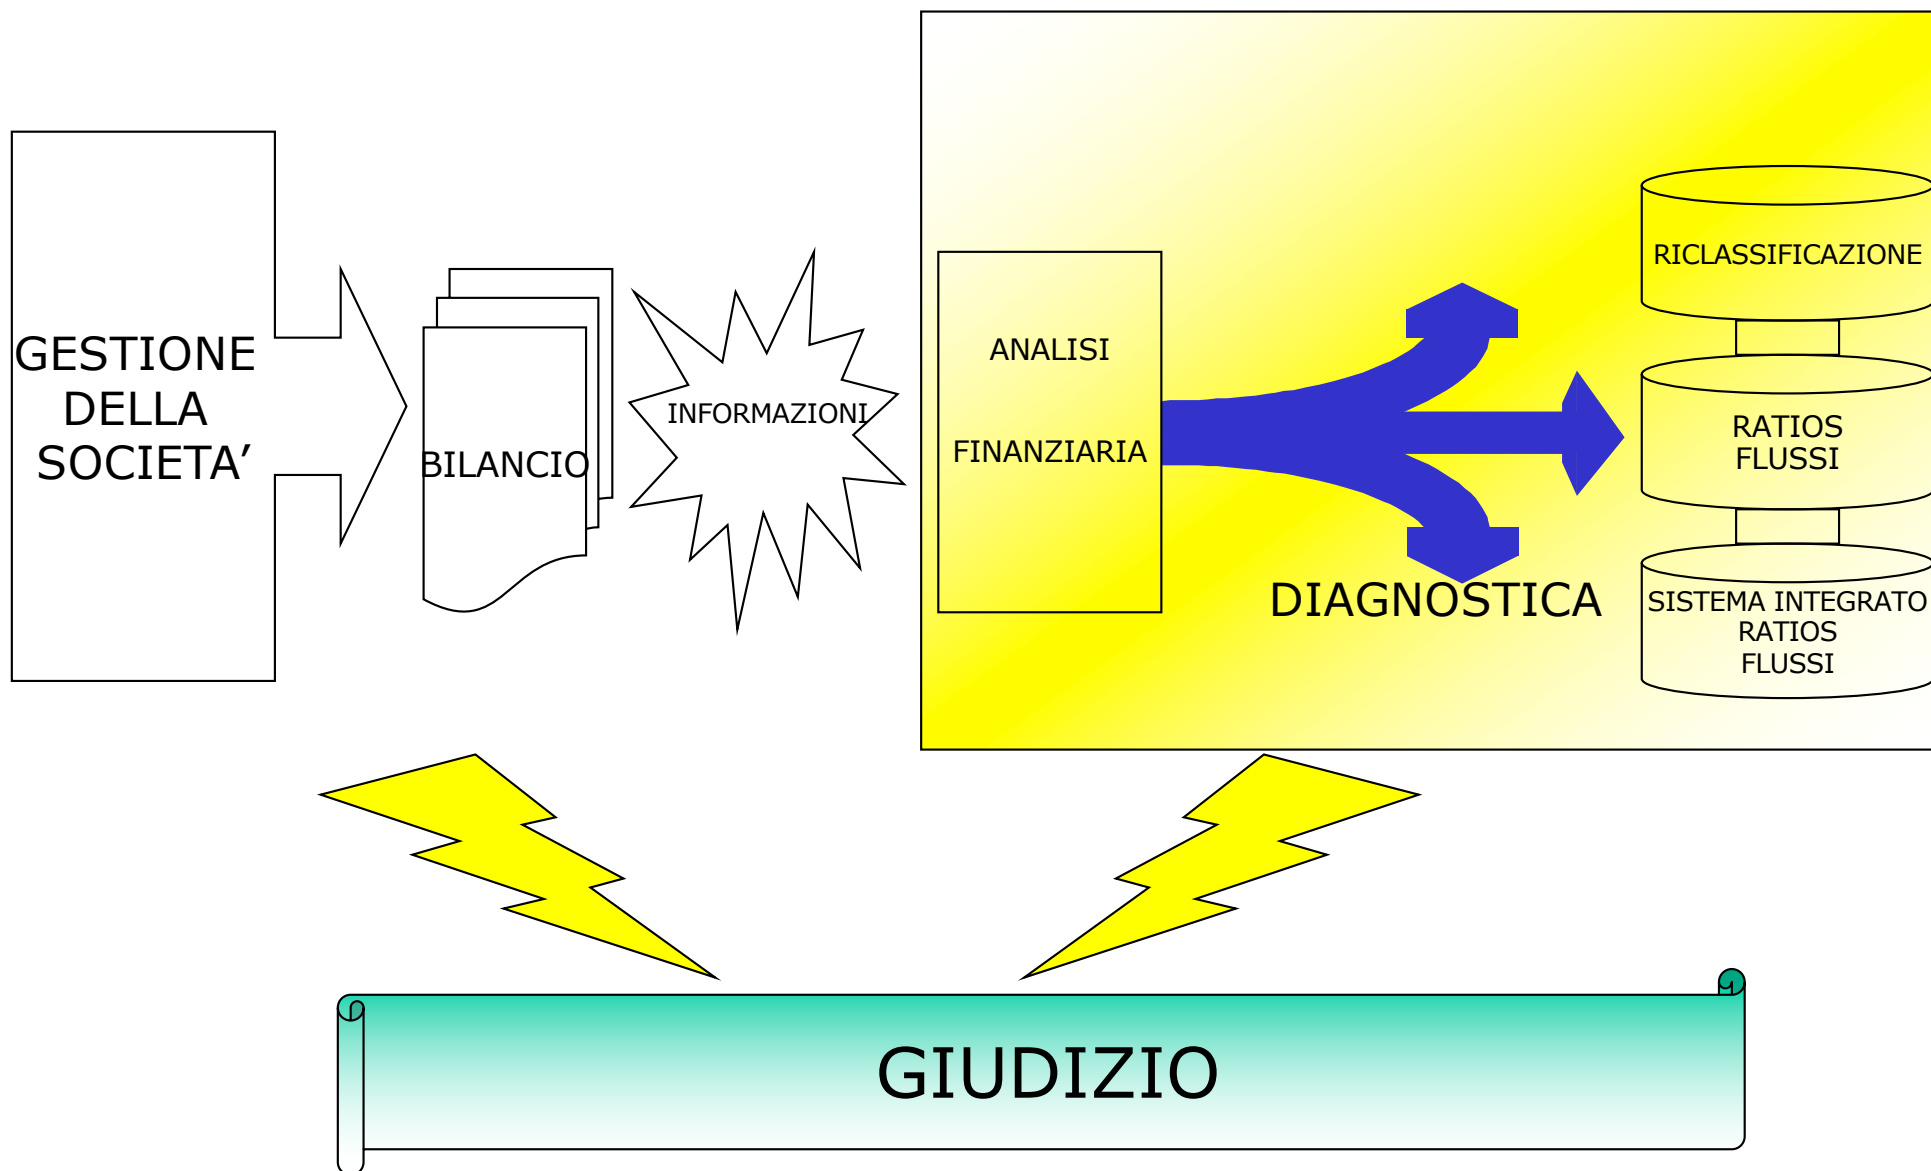 GESTIONE
DELLA
SOCIETA’
BILANCIO
INFORMAZIONI
ANALISI
FINANZIARIA
DIAGNOSTICA
RICLASSIFICAZIONE
RATIOS
FLUSSI
SISTEMA INTEGRATO
RATIOS
FLUSSI
GIUDIZIO